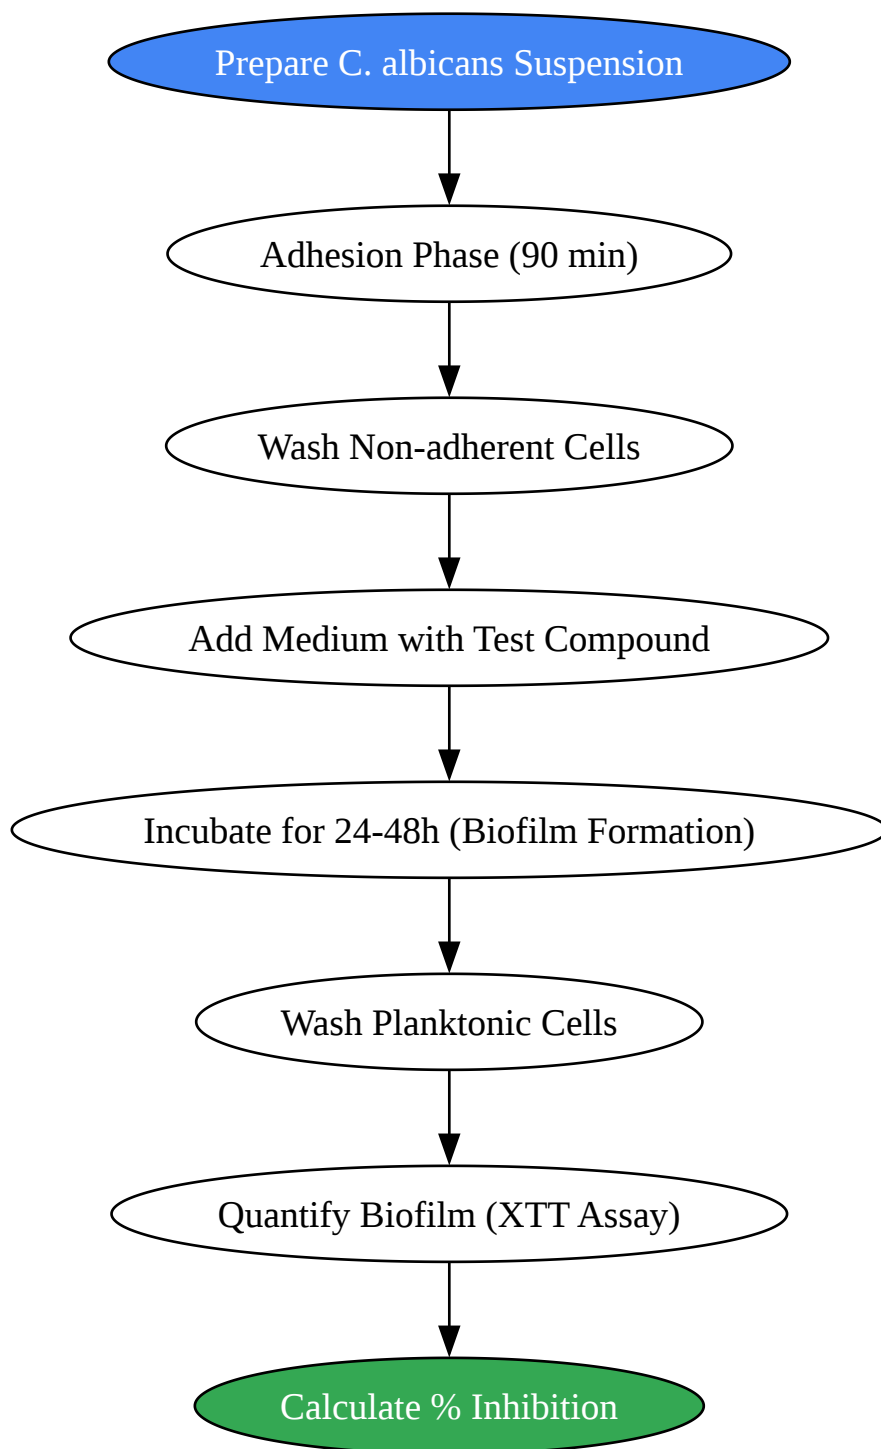 Prepare C. albicans Suspension
Adhesion Phase (90 min)
Wash Non-adherent Cells
Add Medium with Test Compound
Incubate for 24-48h (Biofilm Formation)
Wash Planktonic Cells
Quantify Biofilm (XTT Assay)
Calculate % Inhibition